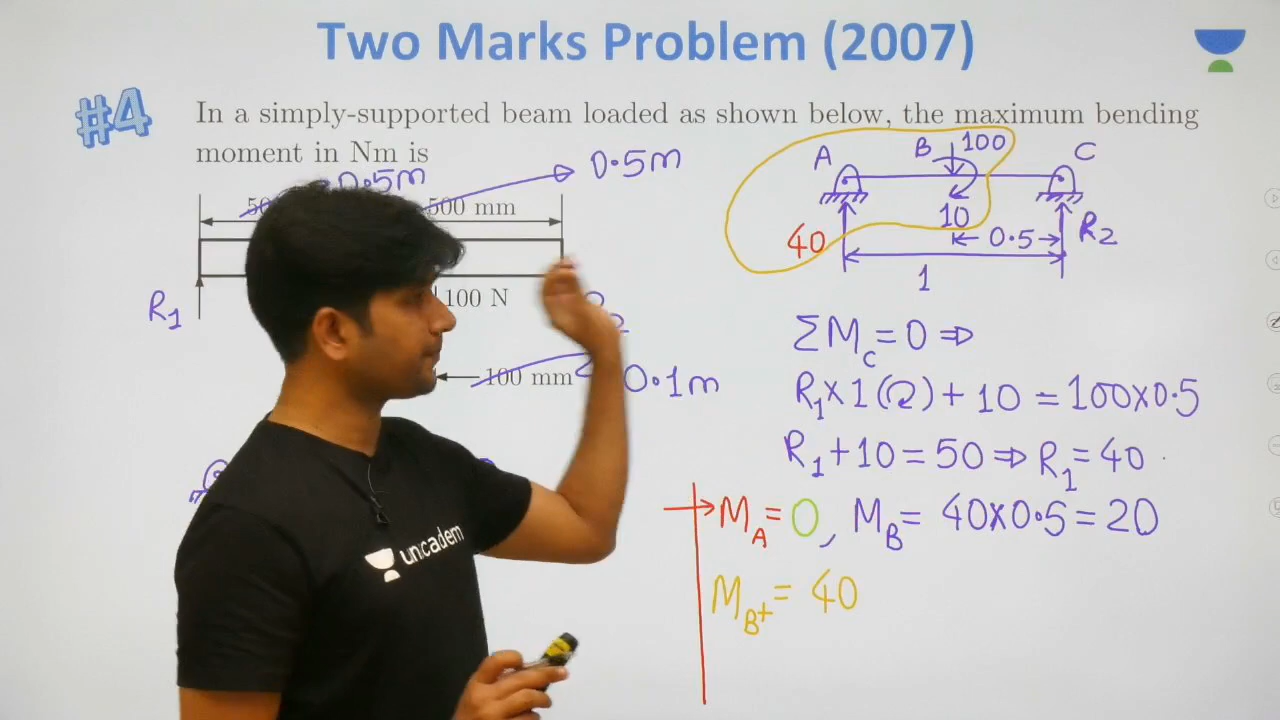 Two Marks Problem (2007)
#4
In a simply-supported beam loaded as shown below, the maximum bending
moment in Nm is
0.5m
0.5m
500 mm
R1
100 N
100 mm
0.1m
A
B
100
C
40
10
0.5
R2
1
ΣMC=0 ⇒
R1×1(↻)+10=100×0.5
R1+10=50⇒R1=40
→MA=0, MB= 40×0.5=20
MB+= 40